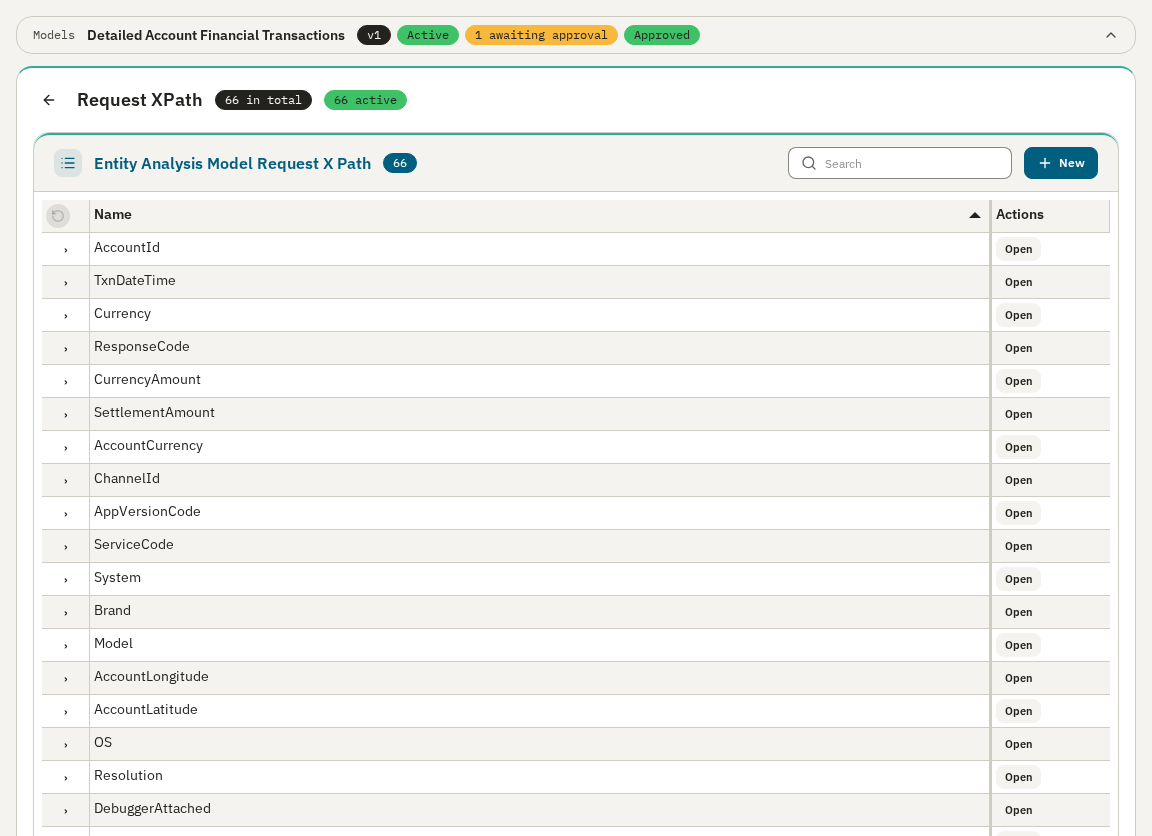 Models Detailed Account Financial Transactions v1 Active 1 awaiting approval Approved
Request XPath 66 in total 66 active
Entity Analysis Model Request X Path 66 Search New
Name Actions
AccountId Open
TxnDateTime Open
Currency Open
ResponseCode Open
CurrencyAmount Open
SettlementAmount Open
AccountCurrency Open
ChannelId Open
AppVersionCode Open
ServiceCode Open
System Open
Brand Open
Model Open
AccountLongitude Open
AccountLatitude Open
OS Open
Resolution Open
DebuggerAttached Open